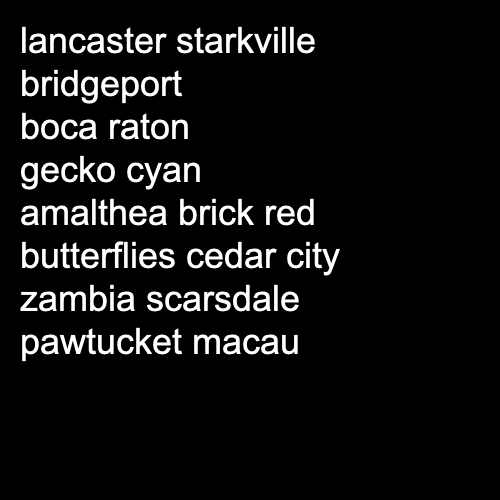 lancaster starkville
bridgeport
boca raton
gecko cyan
amalthea brick red
butterflies cedar city
zambia scarsdale
pawtucket macau